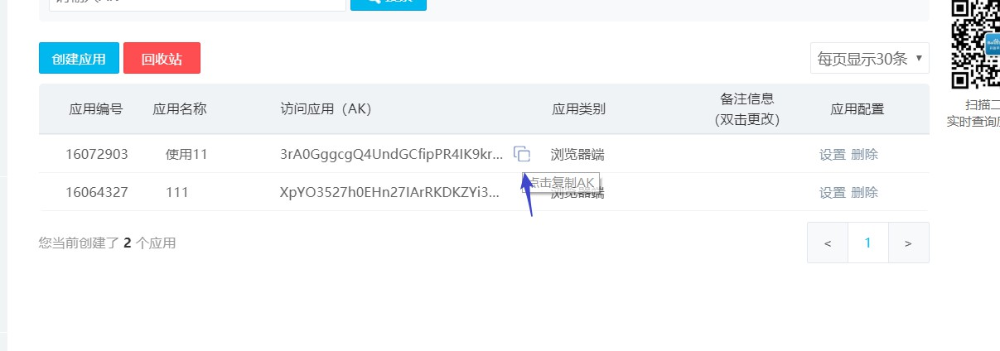 创建应用 回收站 每页显示30条
应用编号 应用名称 访问应用（AK） 应用类别 备注信息 应用配置
（双击更改）
16072903 使用11 3rA0GggcgQ4UndGCfipPR4IK9kr... 浏览器端 设置 删除
点击复制AK
16064327 111 XpYO3527h0EHn27IArRKDKZYi3... 浏览器端 设置 删除
您当前创建了 2 个应用 < 1 >
扫描二
实时查询应